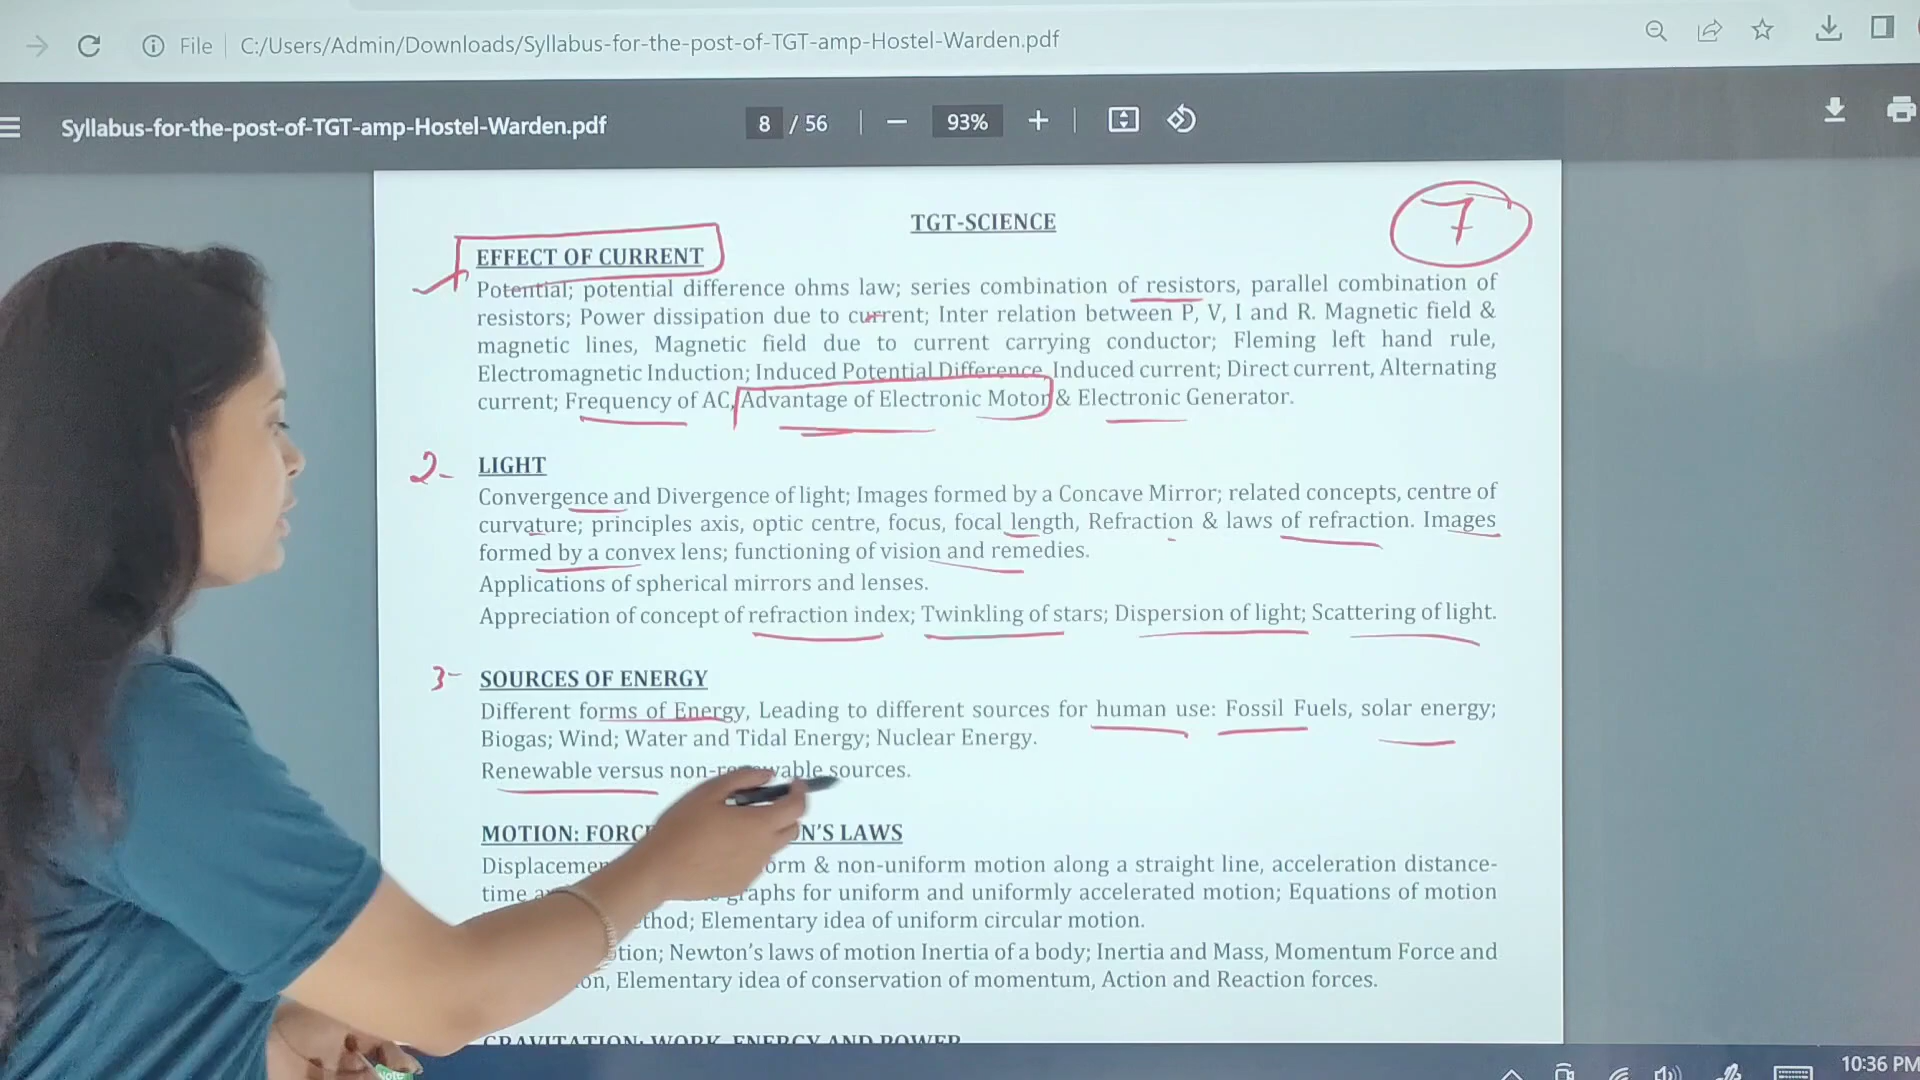 File C:/Users/Admin/Downloads/Syllabus-for-the-post-of-TGT-amp-Hostel-Warden.pdf
Syllabus-for-the-post-of-TGT-amp-Hostel-Warden.pdf 8 / 56 93%
TGT-SCIENCE
7
EFFECT OF CURRENT
Potential; potential difference ohms law; series combination of resistors, parallel combination of
resistors; Power dissipation due to current; Inter relation between P, V, I and R. Magnetic field &
magnetic lines, Magnetic field due to current carrying conductor; Fleming left hand rule,
Electromagnetic Induction; Induced Potential Difference, Induced current; Direct current, Alternating
current; Frequency of AC, Advantage of Electronic Motor & Electronic Generator.
2- LIGHT
Convergence and Divergence of light; Images formed by a Concave Mirror; related concepts, centre of
curvature; principles axis, optic centre, focus, focal length, Refraction & laws of refraction. Images
formed by a convex lens; functioning of vision and remedies.
Applications of spherical mirrors and lenses.
Appreciation of concept of refraction index; Twinkling of stars; Dispersion of light; Scattering of light.
3- SOURCES OF ENERGY
Different forms of Energy, Leading to different sources for human use: Fossil Fuels, solar energy;
Biogas; Wind; Water and Tidal Energy; Nuclear Energy.
Renewable versus sources.
MOTION: LAWS
& non-uniform motion along a straight line, acceleration distance-
time for uniform and uniformly accelerated motion; Equations of motion
Elementary idea of uniform circular motion.
Newton's laws of motion Inertia of a body; Inertia and Mass, Momentum Force and
Elementary idea of conservation of momentum, Action and Reaction forces.
GRAVITATION: WORK, ENERGY AND POWER
Note
10:36 PM